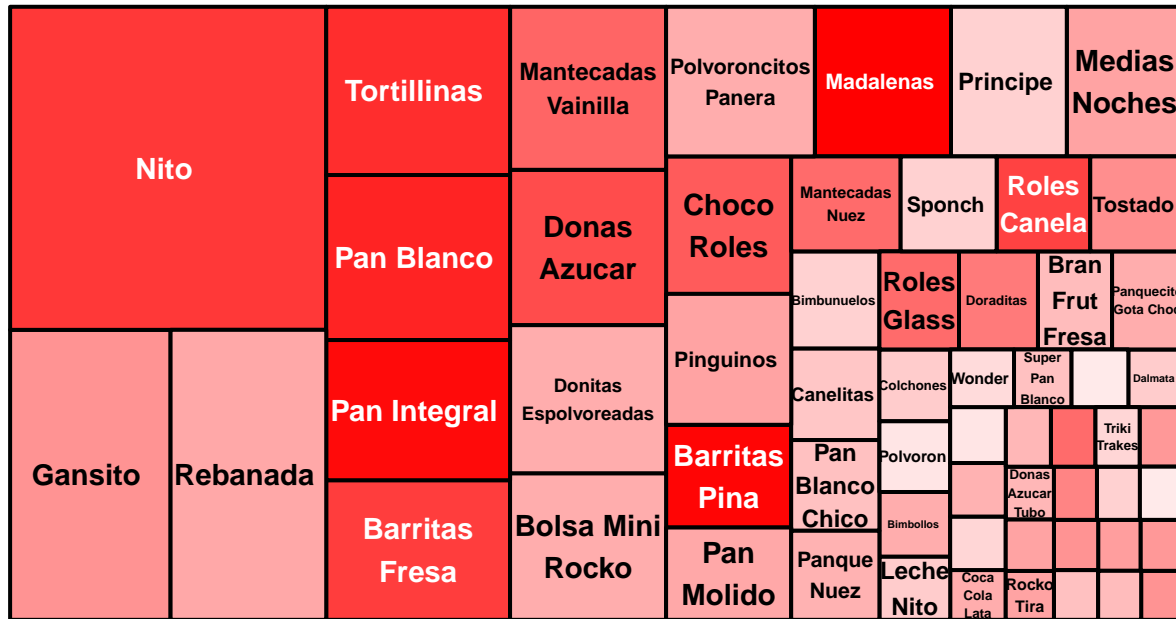 Nito
Gansito
Rebanada
Tortillinas
Pan Blanco
Pan Integral
Barritas
Fresa
Mantecadas
Vainilla
Donas
Azucar
Donitas
Espolvoreadas
Bolsa Mini
Rocko
Polvoroncitos
Panera
Madalenas
Principe
Medias
Noches
Choco
Roles
Pinguinos
Barritas
Pina
Pan
Molido
Mantecadas
Nuez
Sponch
Roles
Canela
Tostado
Bimbunuelos
Roles
Glass
Doraditas
Bran
Frut
Fresa
Panquecito
Gota Choc
Canelitas
Pan
Blanco
Chico
Panque
Nuez
Colchones
Polvoron
Bimbollos
Leche
Nito
Wonder
Super
Pan
Blanco
Dalmata
Triki
Trakes
Donas
Azucar
Tubo
Coca
Cola
Lata
Rocko
Tira